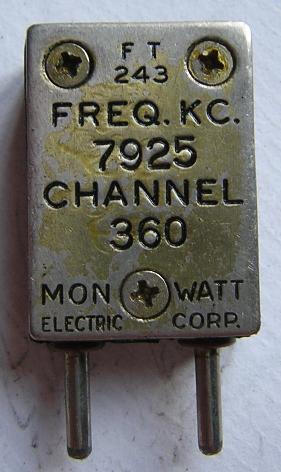 FT
243
FREQ. KC.
7925
CHANNEL
360
MON WATT
ELECTRIC CORP.